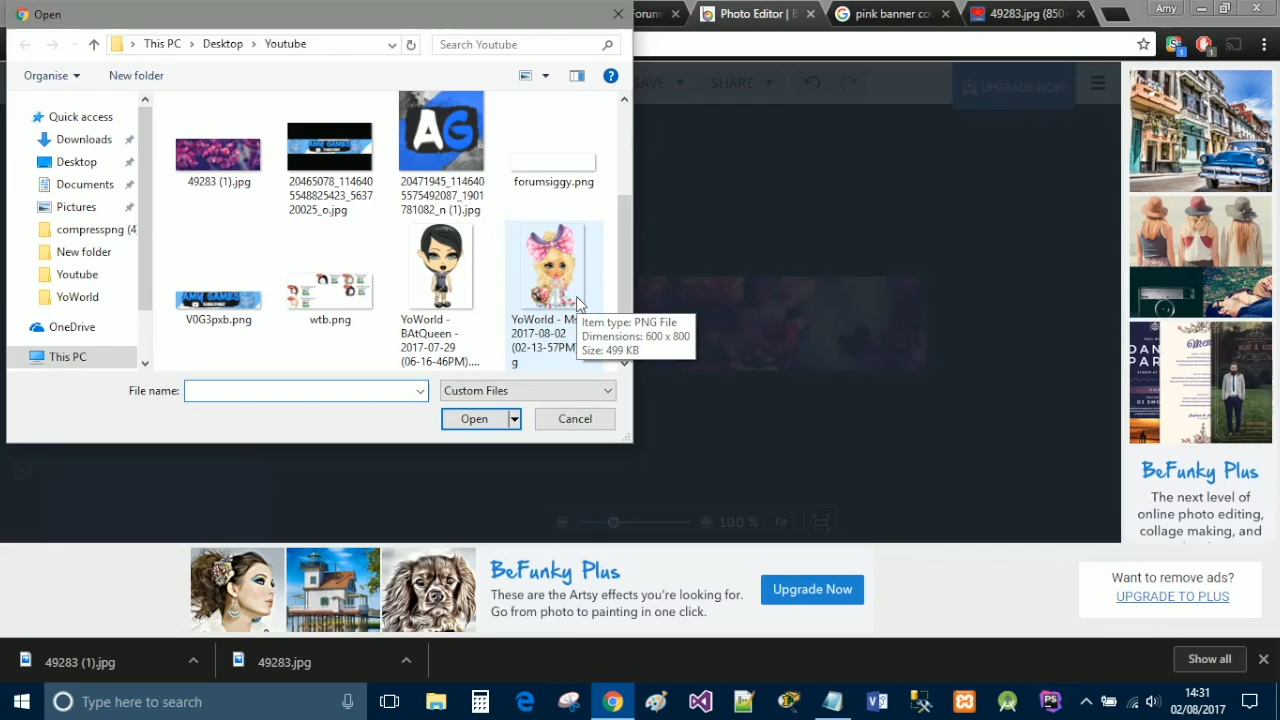 Open
Forum
Photo Editor | B
pink banner co
49283.jpg (850
Amy
This PC > Desktop > Youtube
Search Youtube
Organise
New folder
SAVE
SHARE
UPGRADE NOW
Quick access
Downloads
Desktop
Documents
Pictures
compresspng (4
New folder
Youtube
YoWorld
OneDrive
This PC
49283 (1).jpg
20465078_114640
5548825423_5637
20025_o.jpg
AG
20471945_114640
5575492087_1901
781082_n (1).jpg
forumsiggy.png
AMV GAMES
V0G3pxb.png
wtb.png
YoWorld -
BAtQueen -
2017-07-29
(06-16-46PM)....
YoWorld - Ms
2017-08-02
(02-13-57PM
g
Item type: PNG File
Dimensions: 600 x 800
Size: 499 KB
File name:
Custom Files
Open
Cancel
100 %
Fit
BeFunky Plus
The next level of
online photo editing,
collage making, and
BeFunky Plus
These are the Artsy effects you're looking for.
Go from photo to painting in one click.
Upgrade Now
Want to remove ads?
UPGRADE TO PLUS
49283 (1).jpg
49283.jpg
Show all
Type here to search
14:31
02/08/2017